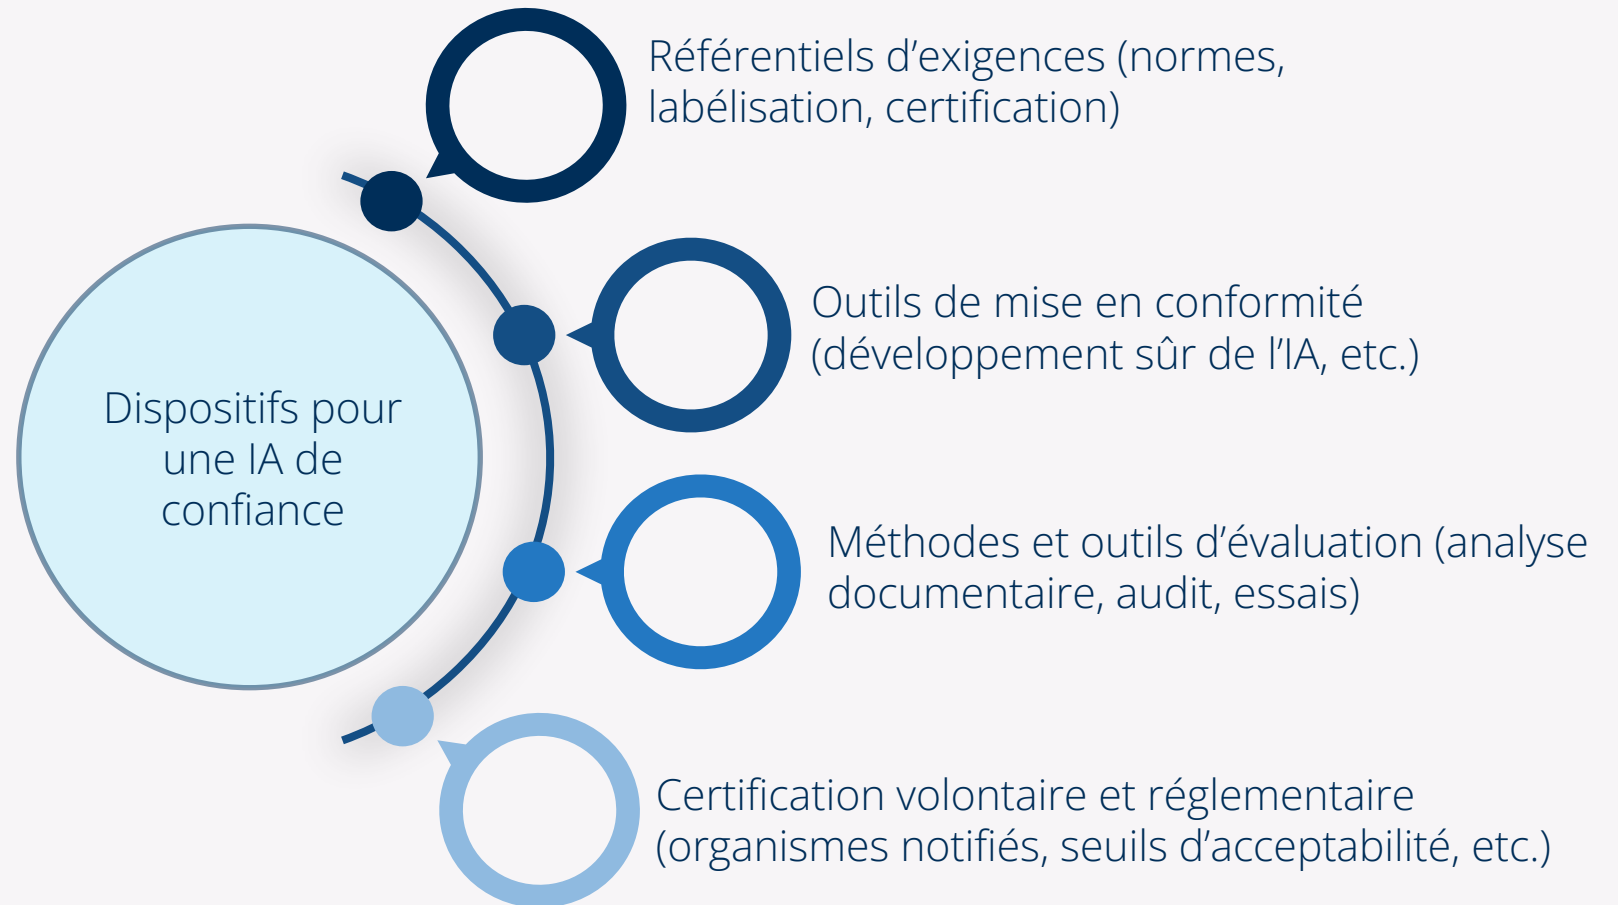 Référentiels d’exigences (normes,
labélisation, certification)
Outils de mise en conformité
(développement sûr de l’IA, etc.)
Dispositifs pour
une IA de
confiance
Méthodes et outils d’évaluation (analyse
documentaire, audit, essais)
Certification volontaire et réglementaire
(organismes notifiés, seuils d’acceptabilité, etc.)